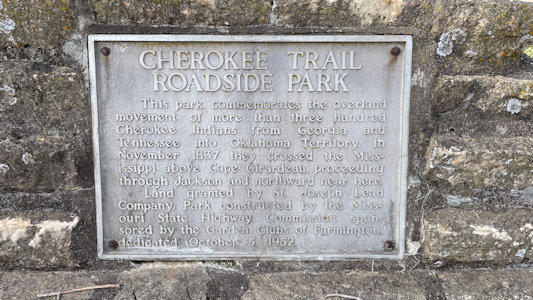 CHEROKEE TRAIL
ROADSIDE PARK
This park commemorates the overland
movement of more than three hundred
Cherokee Indians from Georgia and
Tennessee into Oklahoma Territory. In
November 1837 they crossed the Miss-
issippi above Cape Girardeau, proceeding
through Jackson and northward near here.
Land granted by St. Joseph Lead
Company. Park constructed by the Miss-
ouri State Highway Commission spon-
sored by the Garden Clubs of Farmington,
dedicated October 5, 1952.